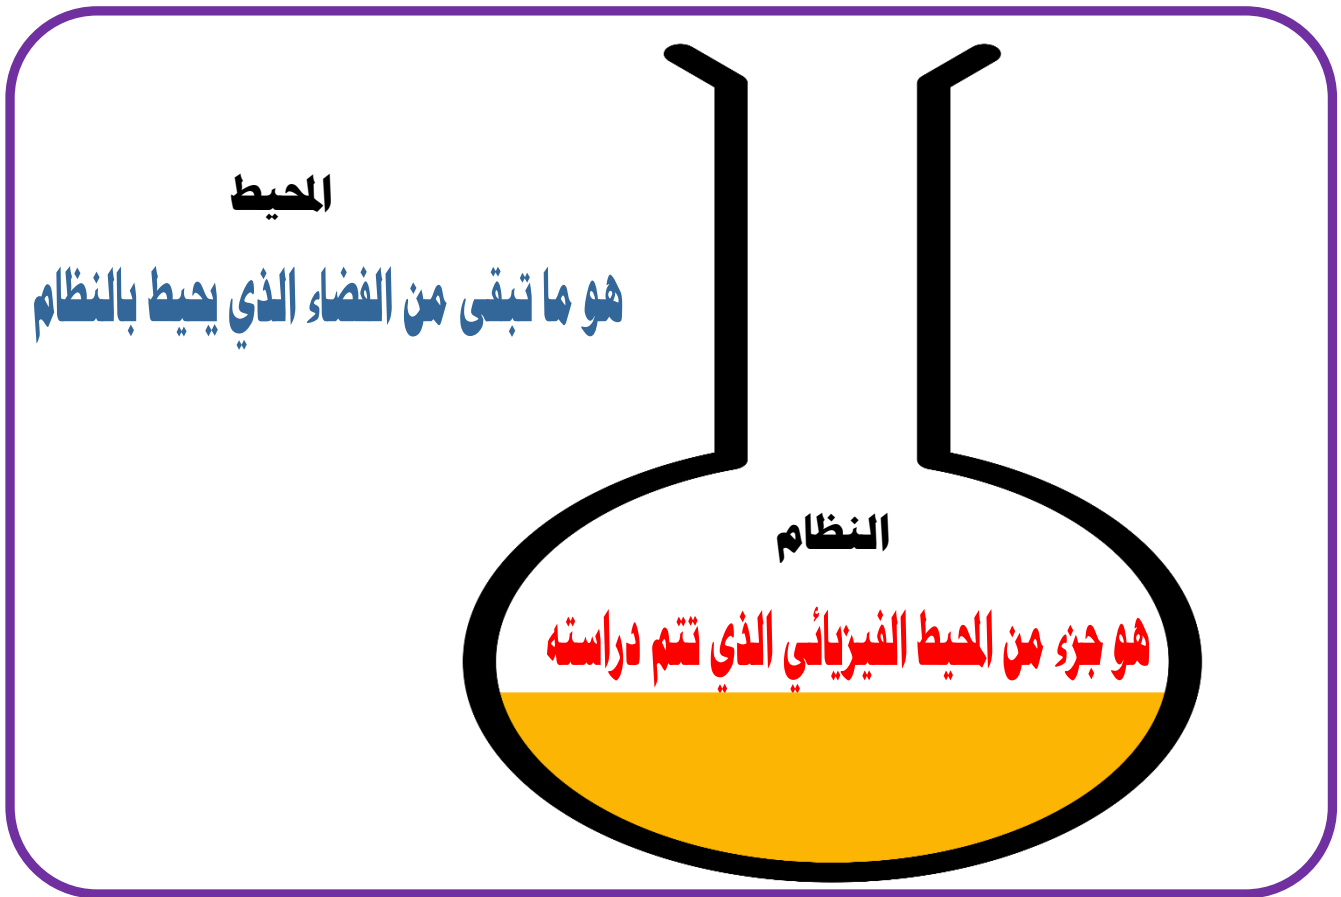 المحيط
هو ما تبقى من الفضاء الذي يحيط بالنظام
النظام
هو جزء من المحيط الفيزيائي الذي تتم دراسته